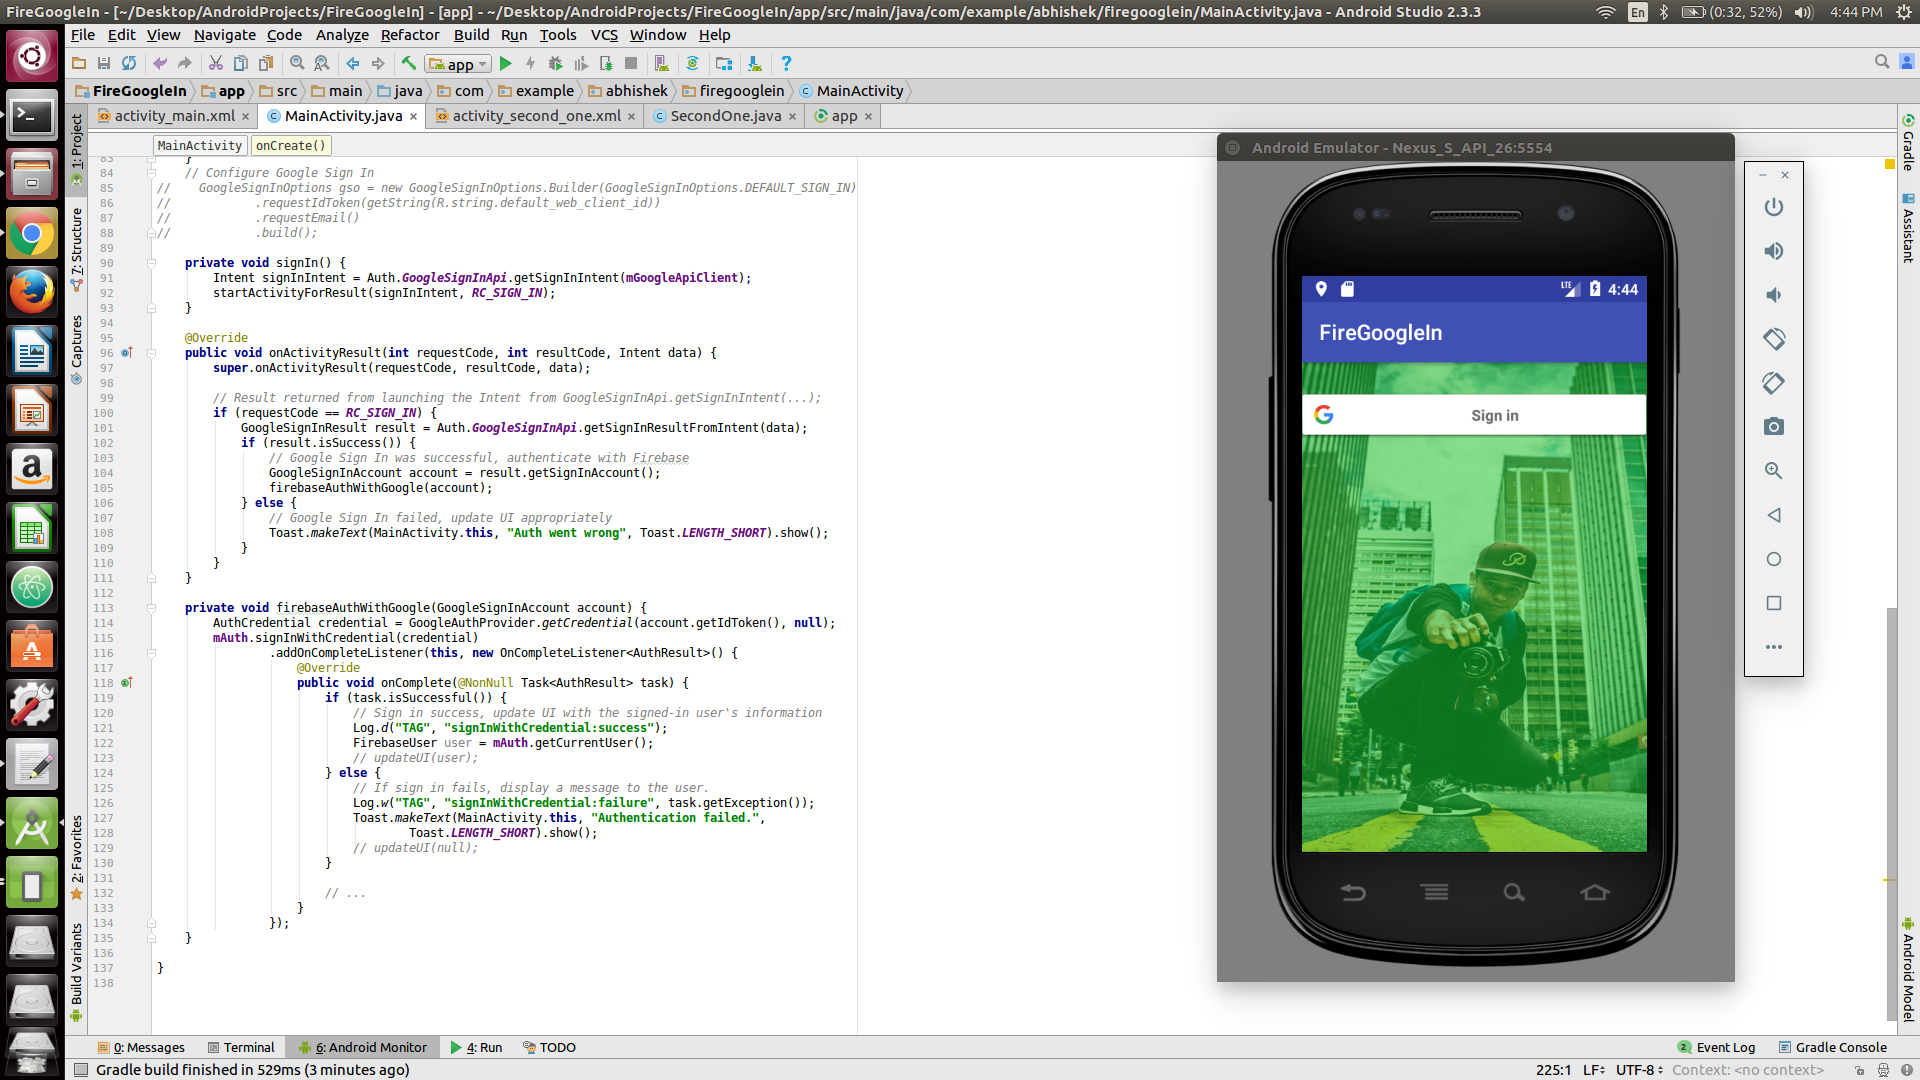 FireGoogleIn - [~/Desktop/AndroidProjects/FireGoogleIn] - [app] - ~/Desktop/AndroidProjects/FireGoogleIn/app/src/main/java/com/example/abhishek/firegooglein/MainActivity.java - Android Studio 2.3.3
En (0:32, 52%) 4:44 PM
File Edit View Navigate Code Analyze Refactor Build Run Tools VCS Window Help
app
FireGoogleIn app src main java com example abhishek firegooglein MainActivity
activity_main.xml MainActivity.java activity_second_one.xml SecondOne.java app
MainActivity onCreate()
83 }
84 // Configure Google Sign In
85 // GoogleSignInOptions gso = new GoogleSignInOptions.Builder(GoogleSignInOptions.DEFAULT_SIGN_IN)
86 // .requestIdToken(getString(R.string.default_web_client_id))
87 // .requestEmail()
88 // .build();
89
90 private void signIn() {
91 Intent signInIntent = Auth.GoogleSignInApi.getSignInIntent(mGoogleApiClient);
92 startActivityForResult(signInIntent, RC_SIGN_IN);
93 }
94
95 @Override
96 public void onActivityResult(int requestCode, int resultCode, Intent data) {
97 super.onActivityResult(requestCode, resultCode, data);
98
99 // Result returned from launching the Intent from GoogleSignInApi.getSignInIntent(...);
100 if (requestCode == RC_SIGN_IN) {
101 GoogleSignInResult result = Auth.GoogleSignInApi.getSignInResultFromIntent(data);
102 if (result.isSuccess()) {
103 // Google Sign In was successful, authenticate with Firebase
104 GoogleSignInAccount account = result.getSignInAccount();
105 firebaseAuthWithGoogle(account);
106 } else {
107 // Google Sign In failed, update UI appropriately
108 Toast.makeText(MainActivity.this, "Auth went wrong", Toast.LENGTH_SHORT).show();
109 }
110 }
111 }
112
113 private void firebaseAuthWithGoogle(GoogleSignInAccount account) {
114 AuthCredential credential = GoogleAuthProvider.getCredential(account.getIdToken(), null);
115 mAuth.signInWithCredential(credential)
116 .addOnCompleteListener(this, new OnCompleteListener<AuthResult>() {
117 @Override
118 public void onComplete(@NonNull Task<AuthResult> task) {
119 if (task.isSuccessful()) {
120 // Sign in success, update UI with the signed-in user's information
121 Log.d("TAG", "signInWithCredential:success");
122 FirebaseUser user = mAuth.getCurrentUser();
123 // updateUI(user);
124 } else {
125 // If sign in fails, display a message to the user.
126 Log.w("TAG", "signInWithCredential:failure", task.getException());
127 Toast.makeText(MainActivity.this, "Authentication failed.",
128 Toast.LENGTH_SHORT).show();
129 // updateUI(null);
130 }
131
132 // ...
133 }
134 });
135 }
136
137 }
138
1: Project
7: Structure
Captures
2: Favorites
Build Variants
Android Emulator - Nexus_S_API_26:5554
LTE 4:44
FireGoogleIn
G Sign in
Gradle
Assistant
Android Model
0: Messages Terminal 6: Android Monitor 4: Run TODO 2 Event Log Gradle Console
Gradle build finished in 529ms (3 minutes ago) 225:1 LF UTF-8 Context: <no context>